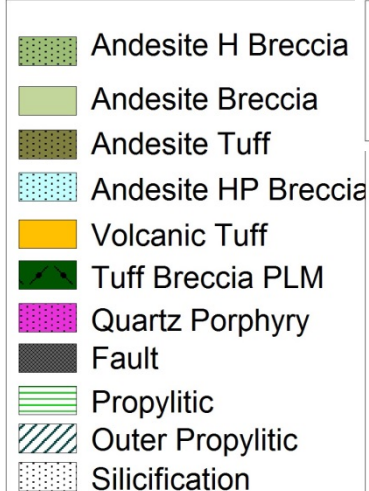 Andesite H Breccia
Andesite Breccia
Andesite Tuff
Andesite HP Breccia
Volcanic Tuff
Tuff Breccia PLM
Quartz Porphyry
Fault
Propylitic
Outer Propylitic
Silicification